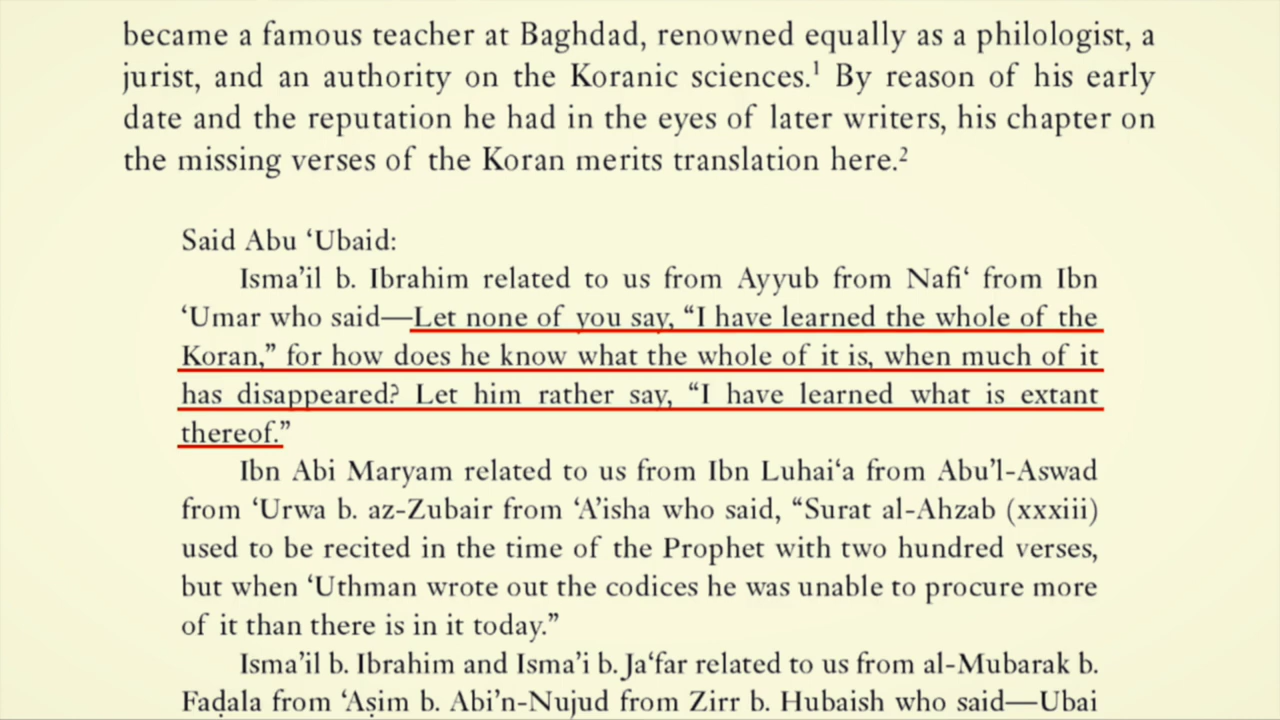 became a famous teacher at Baghdad, renowned equally as a philologist, a
jurist, and an authority on the Koranic sciences.¹ By reason of his early
date and the reputation he had in the eyes of later writers, his chapter on
the missing verses of the Koran merits translation here.²
Said Abu ‘Ubaid:
Isma’il b. Ibrahim related to us from Ayyub from Nafi‘ from Ibn
‘Umar who said—Let none of you say, “I have learned the whole of the
Koran,” for how does he know what the whole of it is, when much of it
has disappeared? Let him rather say, “I have learned what is extant
thereof.”
Ibn Abi Maryam related to us from Ibn Luhai‘a from Abu’l-Aswad
from ‘Urwa b. az-Zubair from ‘A’isha who said, “Surat al-Ahzab (xxxiii)
used to be recited in the time of the Prophet with two hundred verses,
but when ‘Uthman wrote out the codices he was unable to procure more
of it than there is in it today.”
Isma’il b. Ibrahim and Isma’i b. Ja‘far related to us from al-Mubarak b.
Faḍala from ‘Aṣim b. Abi’n-Nujud from Zirr b. Hubaish who said—Ubai